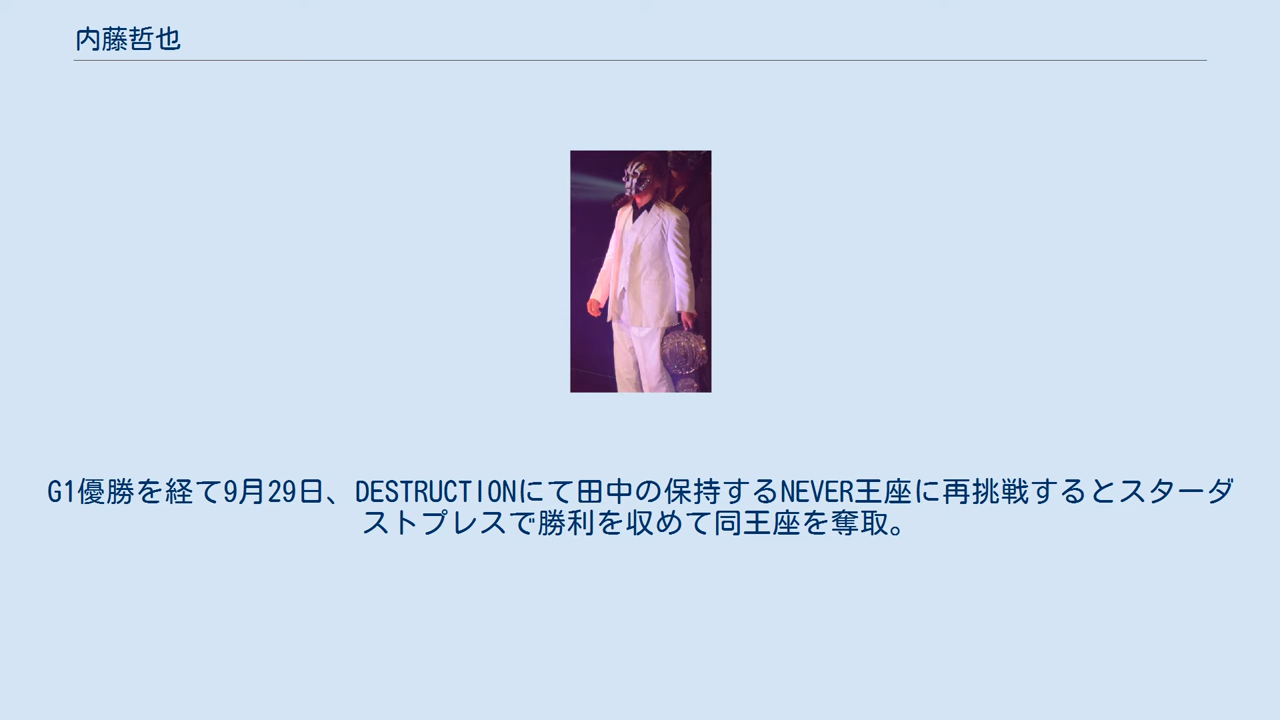 内藤哲也
G1優勝を経て9月29日、DESTRUCTIONにて田中の保持するNEVER王座に再挑戦するとスターダ
ストプレスで勝利を収めて同王座を奪取。